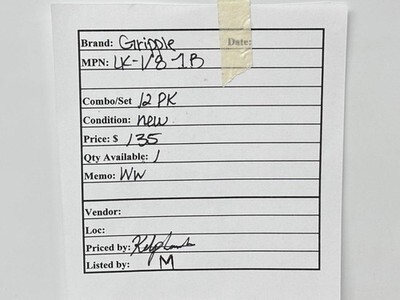 Brand: Gripple Date:
MPN: LK-1/8-7B
Combo/Set 12 PK
Condition: new
Price: $ 135
Qty Available: 1
Memo: WW
Vendor:
Loc:
Priced by:
Listed by: M